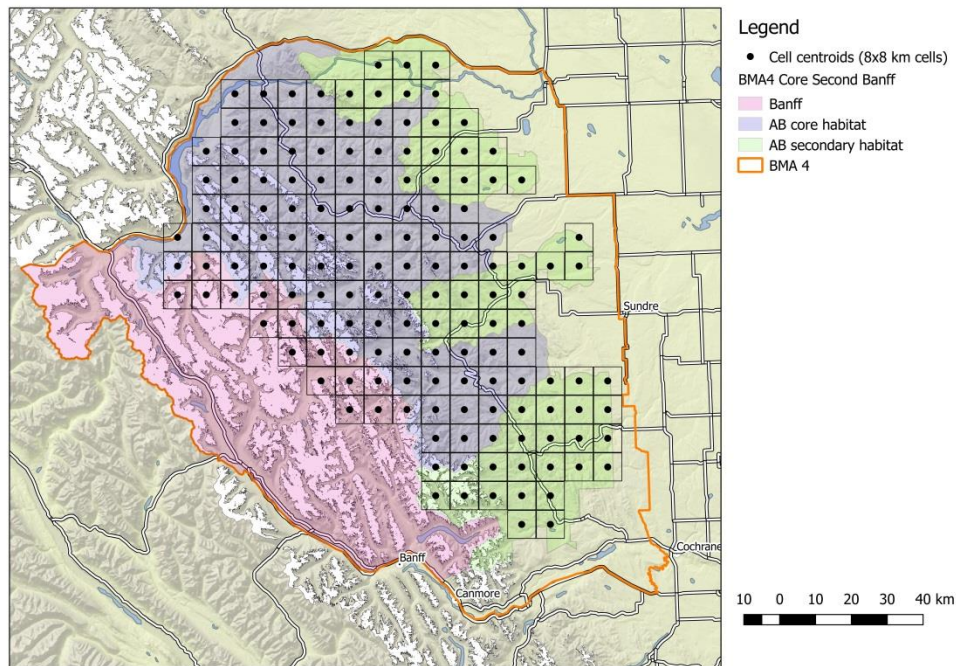 Legend
Cell centroids (8x8 km cells)
BMA4 Core Second Banff
Banff
AB core habitat
AB secondary habitat
BMA 4
Sundre
Cochrane
Banff
Canmore
10 0 10 20 30 40 km